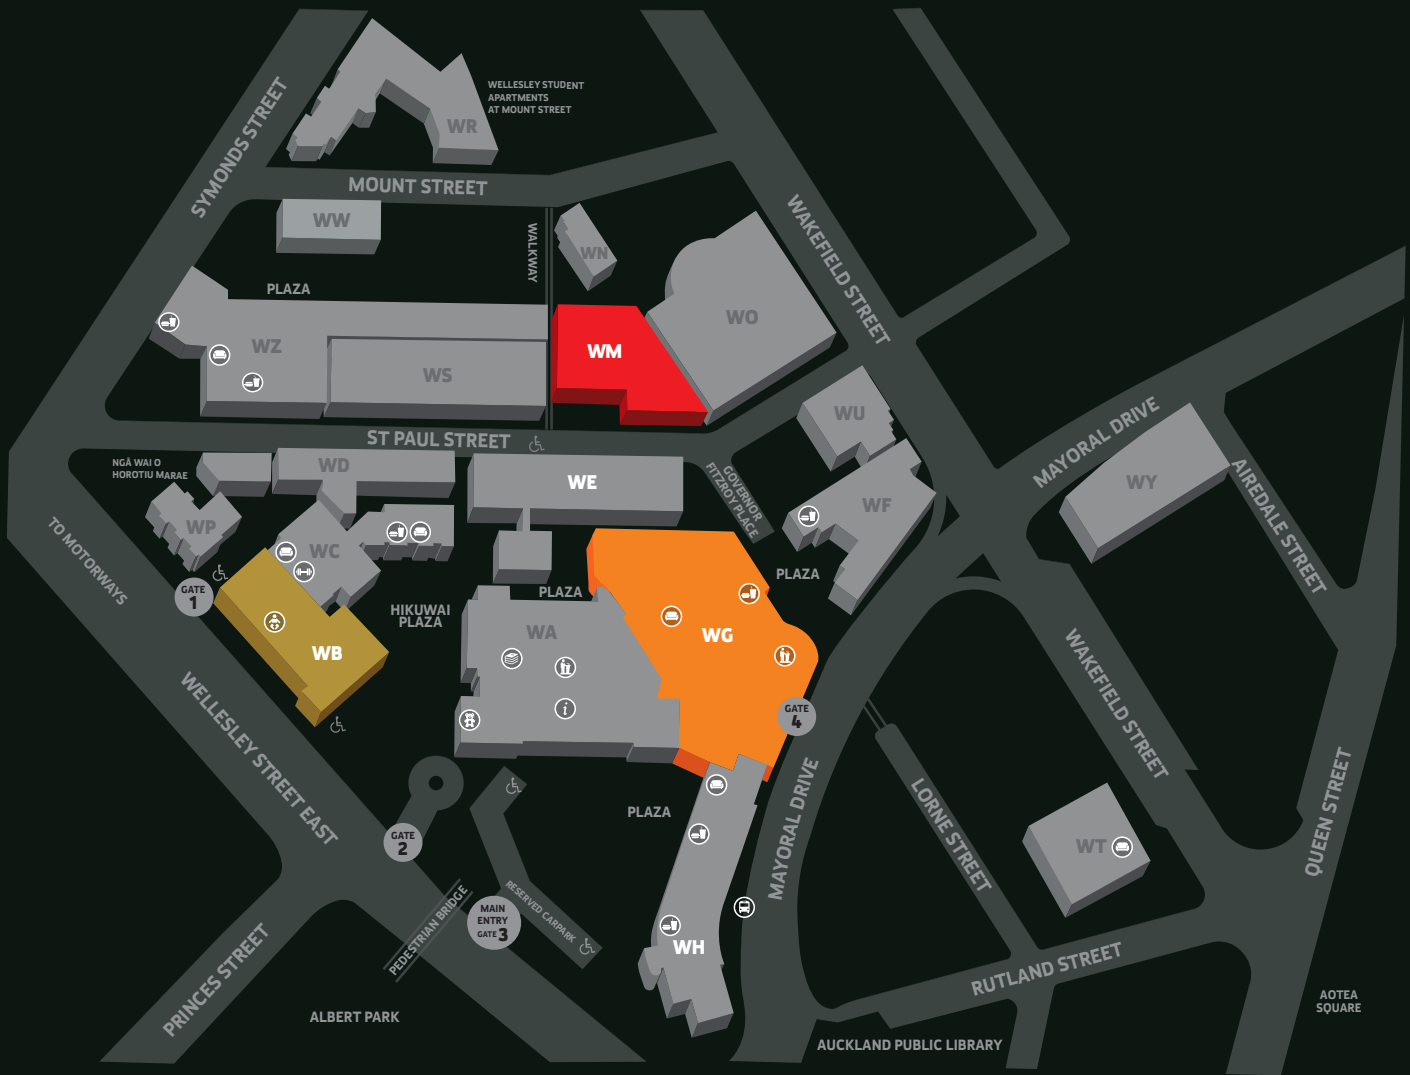 WELLESLEY STUDENT
APARTMENTS
AT MOUNT STREET
WR
SYMONDS STREET
MOUNT STREET
WW
WALKWAY
WN
WAKEFIELD STREET
PLAZA
WO
WZ
WS
WM
WU
MAYORAL DRIVE
ST PAUL STREET
NGĀ WAI O
HOROTIU MARAE
WD
WE
GOVERNOR
FITZROY PLACE
WY
AIREDALE STREET
WP
WC
WF
TO MOTORWAYS
GATE
1
PLAZA
PLAZA
HIKUWAI
PLAZA
WA
WG
WB
i
WAKEFIELD STREET
WELLESLEY STREET EAST
GATE
4
MAYORAL DRIVE
LORNE STREET
QUEEN STREET
PLAZA
GATE
2
WT
PEDESTRIAN BRIDGE
RESERVED CARPARK
MAIN
ENTRY
GATE 3
WH
PRINCES STREET
RUTLAND STREET
ALBERT PARK
AOTEA
SQUARE
AUCKLAND PUBLIC LIBRARY